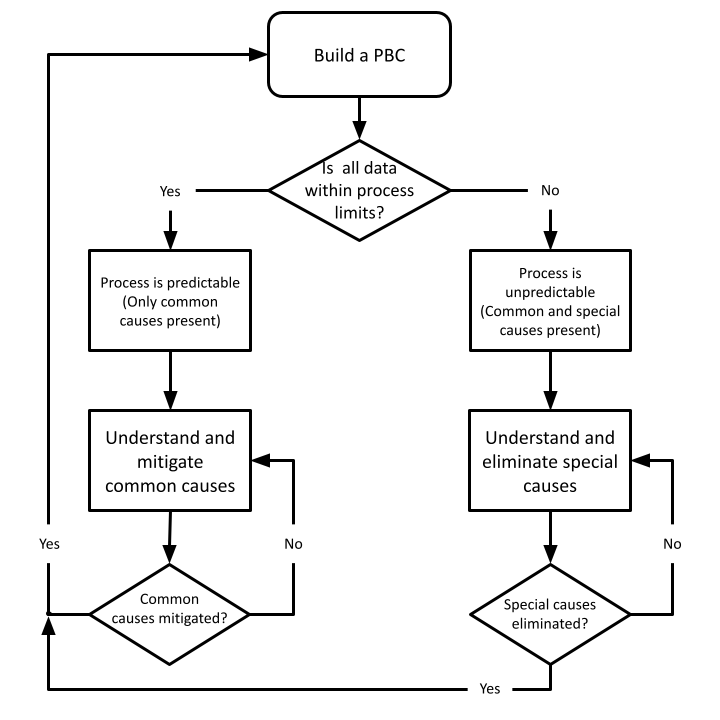 Build a PBC
Is all data
within process
limits?
Yes
No
Process is predictable
(Only common
causes present)
Process is
unpredictable
(Common and special
causes present)
Understand and
mitigate
common causes
Understand and
eliminate special
causes
Yes
No
No
Common
causes mitigated?
Special causes
eliminated?
Yes